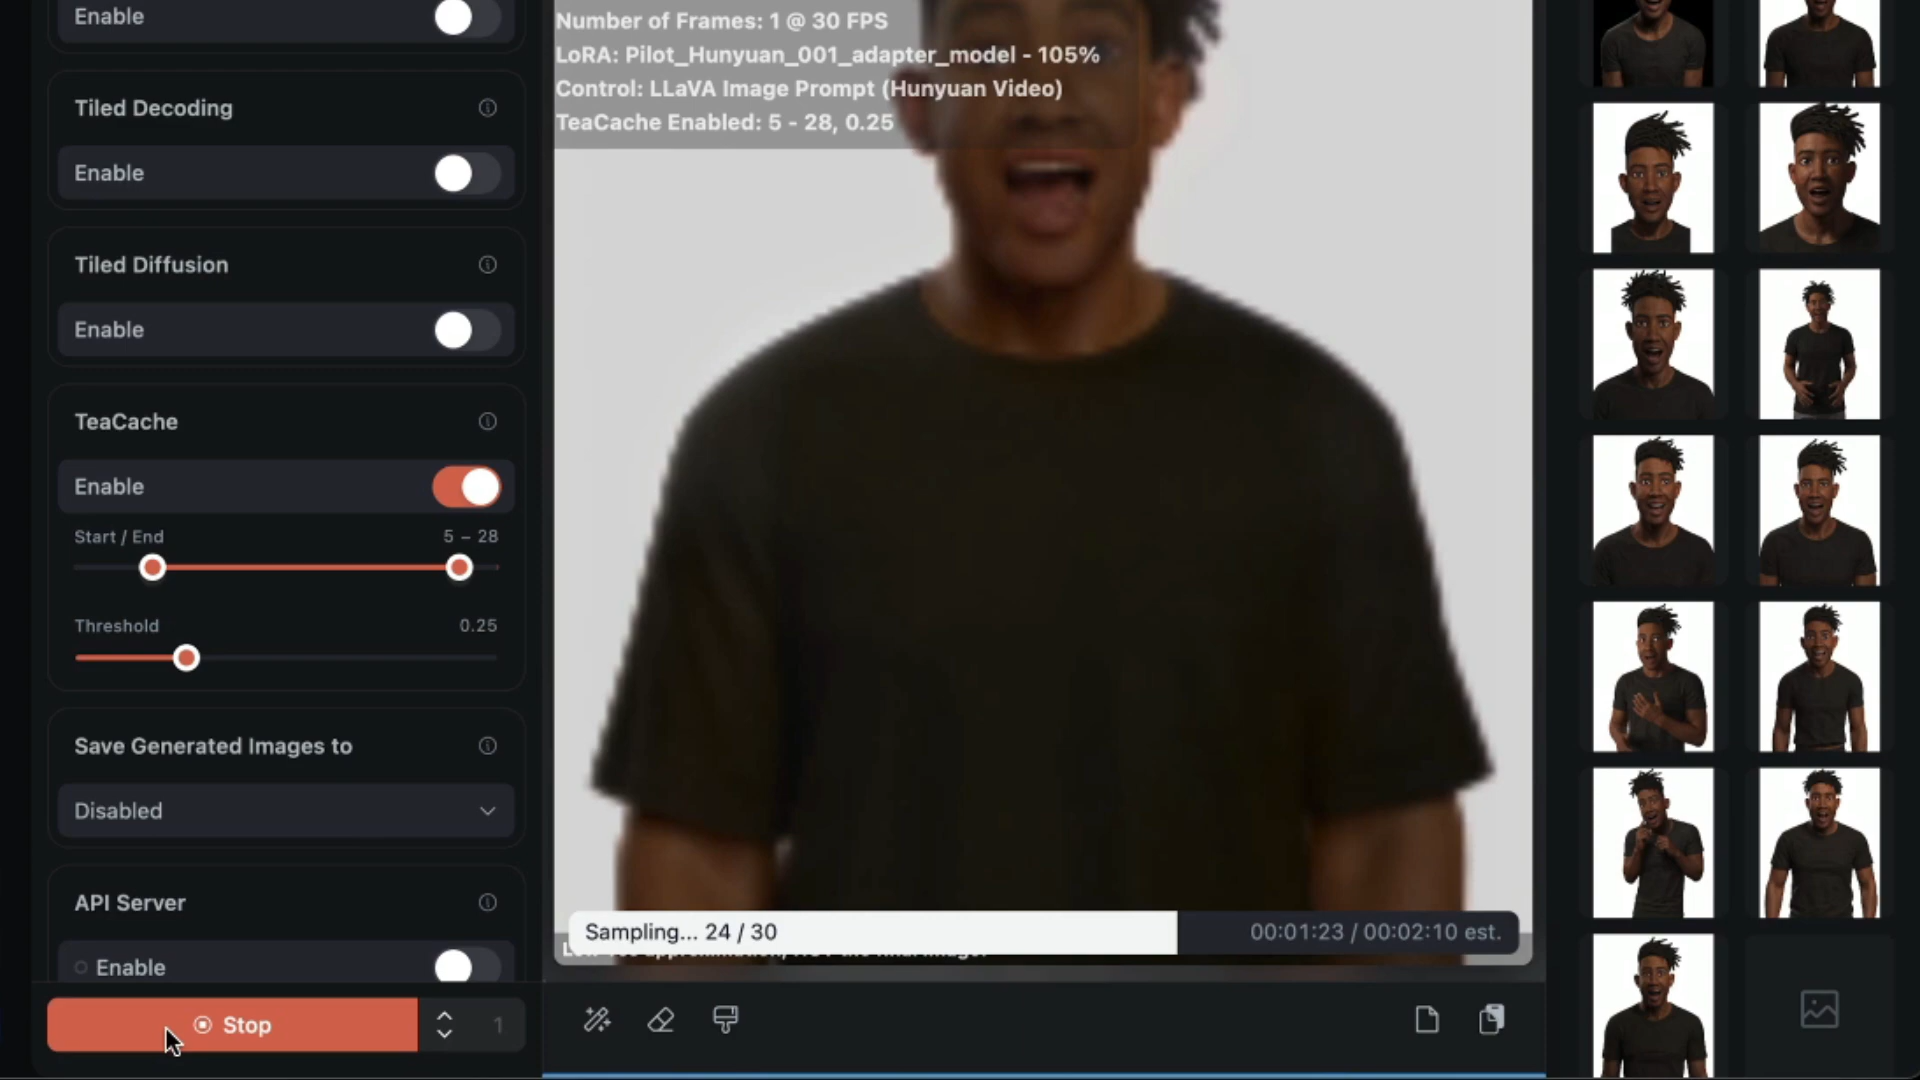 Enable
Tiled Decoding
Enable
Tiled Diffusion
Enable
TeaCache
Enable
Start / End 5 – 28
Threshold 0.25
Save Generated Images to
Disabled
API Server
Enable
Stop 1
Number of Frames: 1 @ 30 FPS
LoRA: Pilot_Hunyuan_001_adapter_model - 105%
Control: LLaVA Image Prompt (Hunyuan Video)
TeaCache Enabled: 5 - 28, 0.25
Sampling... 24 / 30 00:01:23 / 00:02:10 est.